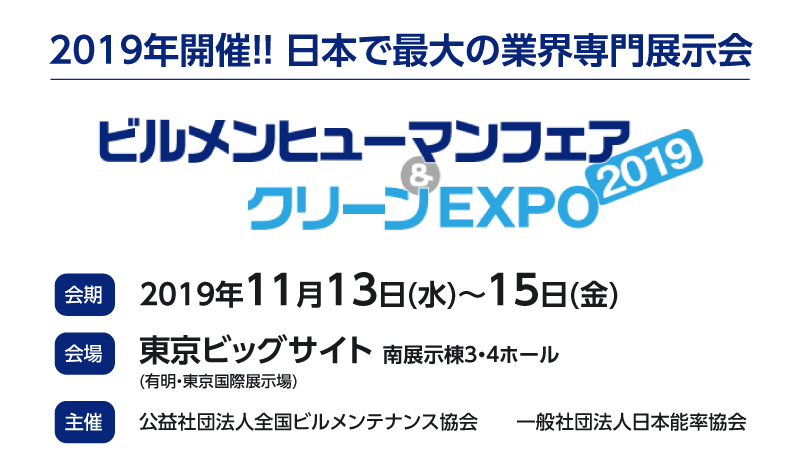 2019年開催!! 日本で最大の業界専門展示会
ビルメンヒューマンフェア
&
クリーンEXPO 2019
会期 2019年11月13日(水)～15日(金)
会場 東京ビッグサイト 南展示棟3・4ホール
(有明・東京国際展示場)
主催 公益社団法人全国ビルメンテナンス協会 一般社団法人日本能率協会